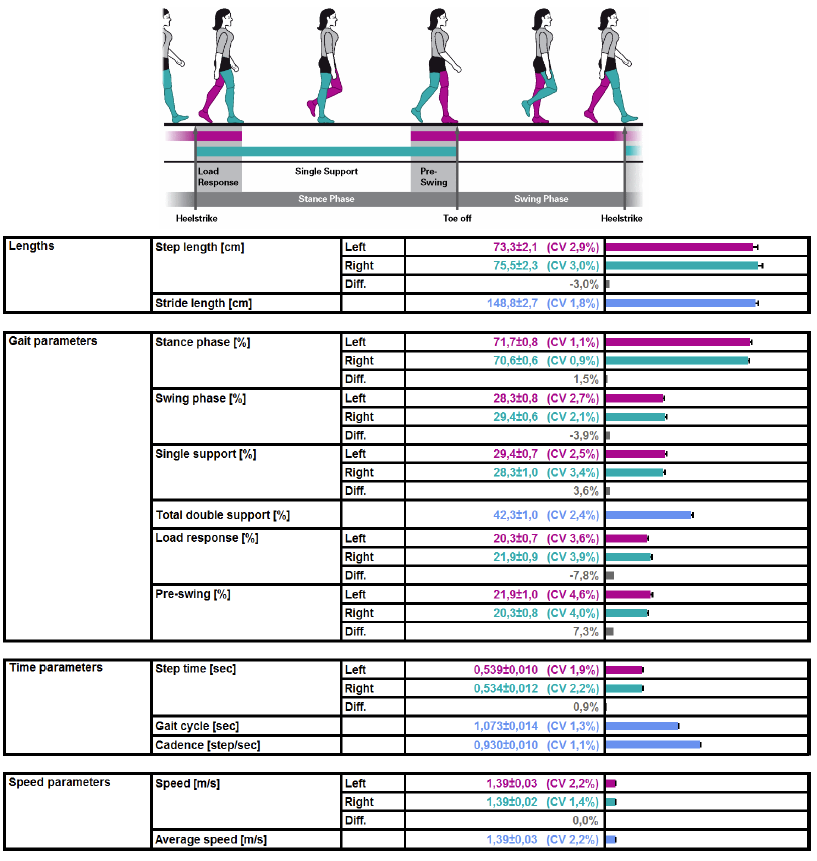 Load Response
Single Support
Pre-Swing
Stance Phase
Swing Phase
Heelstrike
Toe off
Heelstrike
Lengths Step length [cm] Left 73,3±2,1 (CV 2,9%)
Right 75,5±2,3 (CV 3,0%)
Diff. -3,0%
Stride length [cm] 148,8±2,7 (CV 1,8%)
Gait parameters Stance phase [%] Left 71,7±0,8 (CV 1,1%)
Right 70,6±0,6 (CV 0,9%)
Diff. 1,5%
Swing phase [%] Left 28,3±0,8 (CV 2,7%)
Right 29,4±0,6 (CV 2,1%)
Diff. -3,9%
Single support [%] Left 29,4±0,7 (CV 2,5%)
Right 28,3±1,0 (CV 3,4%)
Diff. 3,6%
Total double support [%] 42,3±1,0 (CV 2,4%)
Load response [%] Left 20,3±0,7 (CV 3,6%)
Right 21,9±0,9 (CV 3,9%)
Diff. -7,8%
Pre-swing [%] Left 21,9±1,0 (CV 4,6%)
Right 20,3±0,8 (CV 4,0%)
Diff. 7,3%
Time parameters Step time [sec] Left 0,539±0,010 (CV 1,9%)
Right 0,534±0,012 (CV 2,2%)
Diff. 0,9%
Gait cycle [sec] 1,073±0,014 (CV 1,3%)
Cadence [step/sec] 0,930±0,010 (CV 1,1%)
Speed parameters Speed [m/s] Left 1,39±0,03 (CV 2,2%)
Right 1,39±0,02 (CV 1,4%)
Diff. 0,0%
Average speed [m/s] 1,39±0,03 (CV 2,2%)